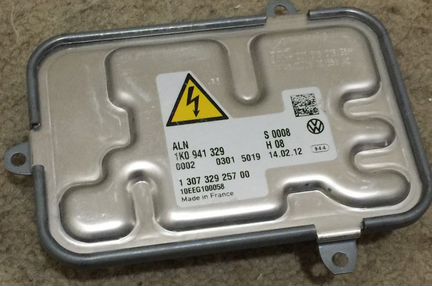 ALN
1K0 941 329
0002 0301 5019
S 0008
H 08
14.02.12
1 307 329 257 00
10EEG100058
Made in France